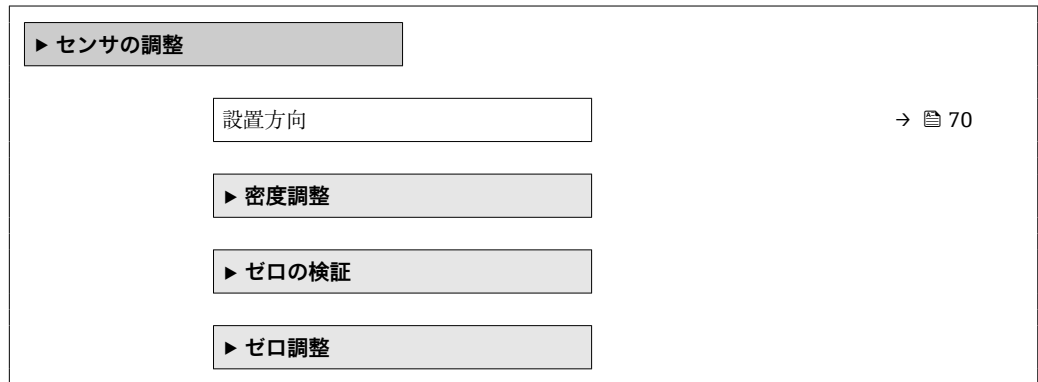 ▶ センサの調整
設置方向 → 70
▶ 密度調整
▶ ゼロの検証
▶ ゼロ調整